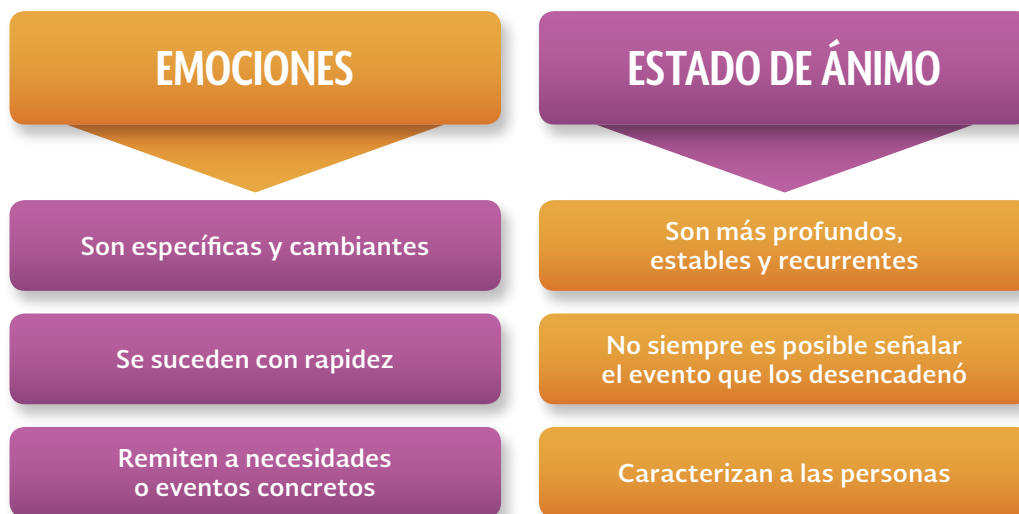 EMOCIONES
Son específicas y cambiantes
Se suceden con rapidez
Remiten a necesidades
o eventos concretos
ESTADO DE ÁNIMO
Son más profundos,
estables y recurrentes
No siempre es posible señalar
el evento que los desencadenó
Caracterizan a las personas